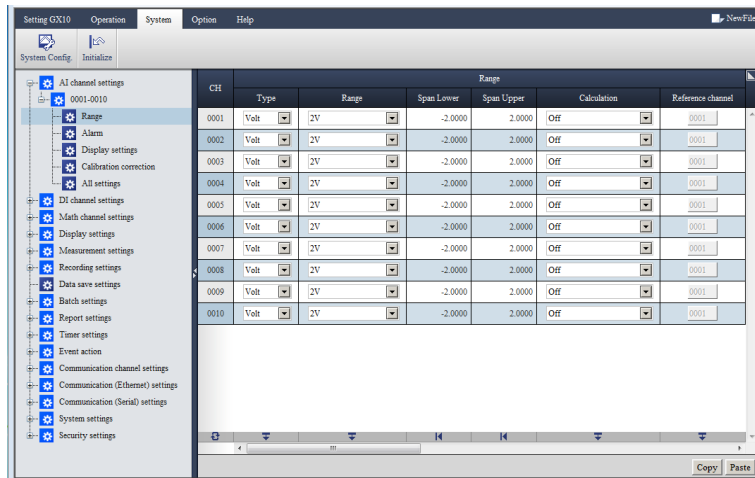 Setting GX10 Operation System Option Help NewFile
System Config. Initialize
AI channel settings
0001-0010
Range
Alarm
Display settings
Calibration correction
All settings
DI channel settings
Math channel settings
Display settings
Measurement settings
Recording settings
Data save settings
Batch settings
Report settings
Timer settings
Event action
Communication channel settings
Communication (Ethernet) settings
Communication (Serial) settings
System settings
Security settings
CH Range
Type Range Span Lower Span Upper Calculation Reference channel
0001 Volt 2V -2.0000 2.0000 Off 0001
0002 Volt 2V -2.0000 2.0000 Off 0001
0003 Volt 2V -2.0000 2.0000 Off 0001
0004 Volt 2V -2.0000 2.0000 Off 0001
0005 Volt 2V -2.0000 2.0000 Off 0001
0006 Volt 2V -2.0000 2.0000 Off 0001
0007 Volt 2V -2.0000 2.0000 Off 0001
0008 Volt 2V -2.0000 2.0000 Off 0001
0009 Volt 2V -2.0000 2.0000 Off 0001
0010 Volt 2V -2.0000 2.0000 Off 0001
Copy Paste